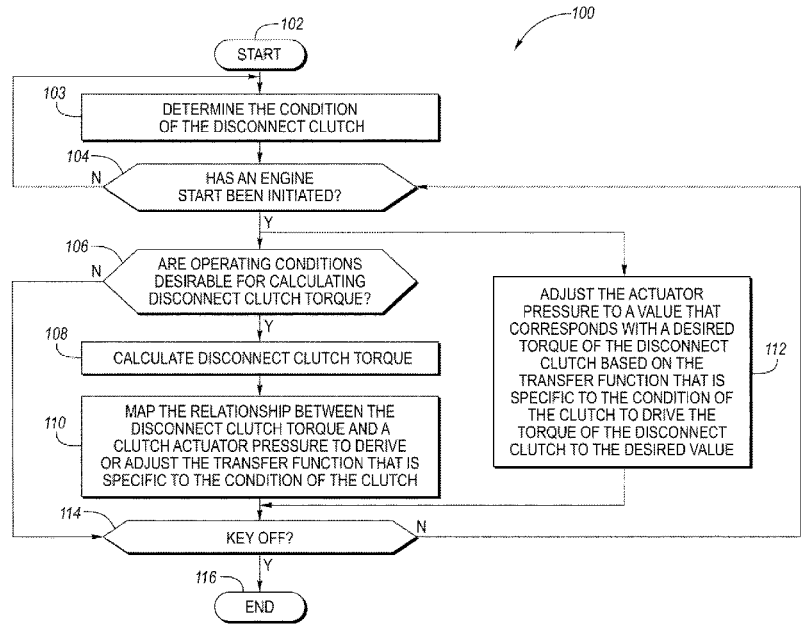 100
102
START
103
DETERMINE THE CONDITION
OF THE DISCONNECT CLUTCH
104
N
HAS AN ENGINE
START BEEN INITIATED?
Y
106
N
ARE OPERATING CONDITIONS
DESIRABLE FOR CALCULATING
DISCONNECT CLUTCH TORQUE?
Y
108
CALCULATE DISCONNECT CLUTCH TORQUE
110
MAP THE RELATIONSHIP BETWEEN THE
DISCONNECT CLUTCH TORQUE AND A
CLUTCH ACTUATOR PRESSURE TO DERIVE
OR ADJUST THE TRANSFER FUNCTION THAT IS
SPECIFIC TO THE CONDITION OF THE CLUTCH
ADJUST THE ACTUATOR
PRESSURE TO A VALUE THAT
CORRESPONDS WITH A DESIRED
TORQUE OF THE DISCONNECT
CLUTCH BASED ON THE
TRANSFER FUNCTION THAT IS
SPECIFIC TO THE CONDITION OF
THE CLUTCH TO DRIVE THE
TORQUE OF THE DISCONNECT
CLUTCH TO THE DESIRED VALUE
112
114
KEY OFF?
N
Y
116
END